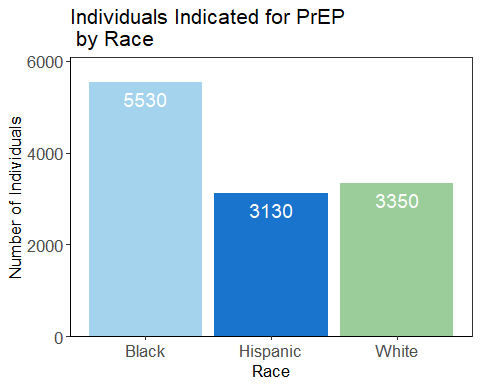 Individuals Indicated for PrEP
by Race
Number of Individuals
6000
4000
2000
0
5530
3130
3350
Black
Hispanic
White
Race